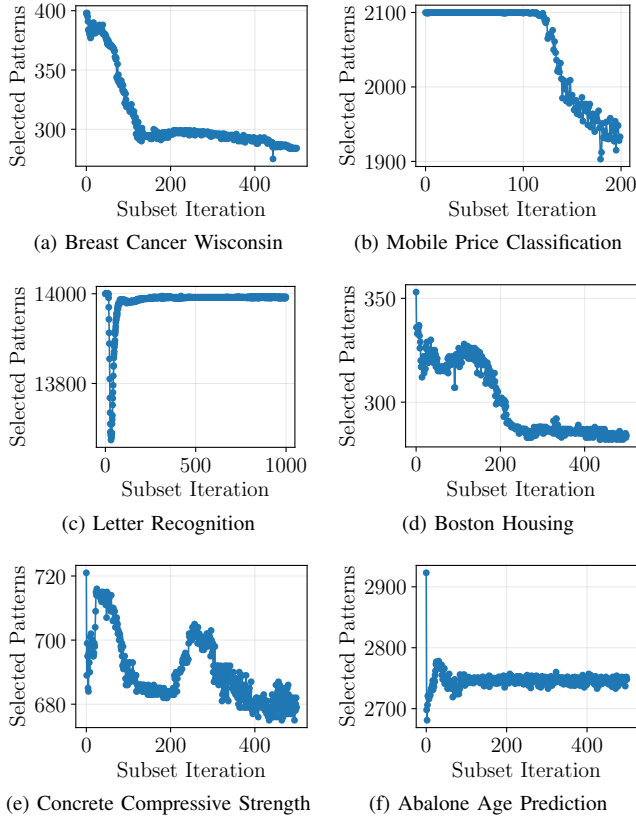 400
350
300
Selected Patterns
0
200
400
Subset Iteration
(a) Breast Cancer Wisconsin
2100
2000
1900
Selected Patterns
0
100
200
Subset Iteration
(b) Mobile Price Classification
14000
13800
Selected Patterns
0
500
1000
Subset Iteration
(c) Letter Recognition
350
300
Selected Patterns
0
200
400
Subset Iteration
(d) Boston Housing
720
700
680
Selected Patterns
0
200
400
Subset Iteration
(e) Concrete Compressive Strength
2900
2800
2700
Selected Patterns
0
200
400
Subset Iteration
(f) Abalone Age Prediction